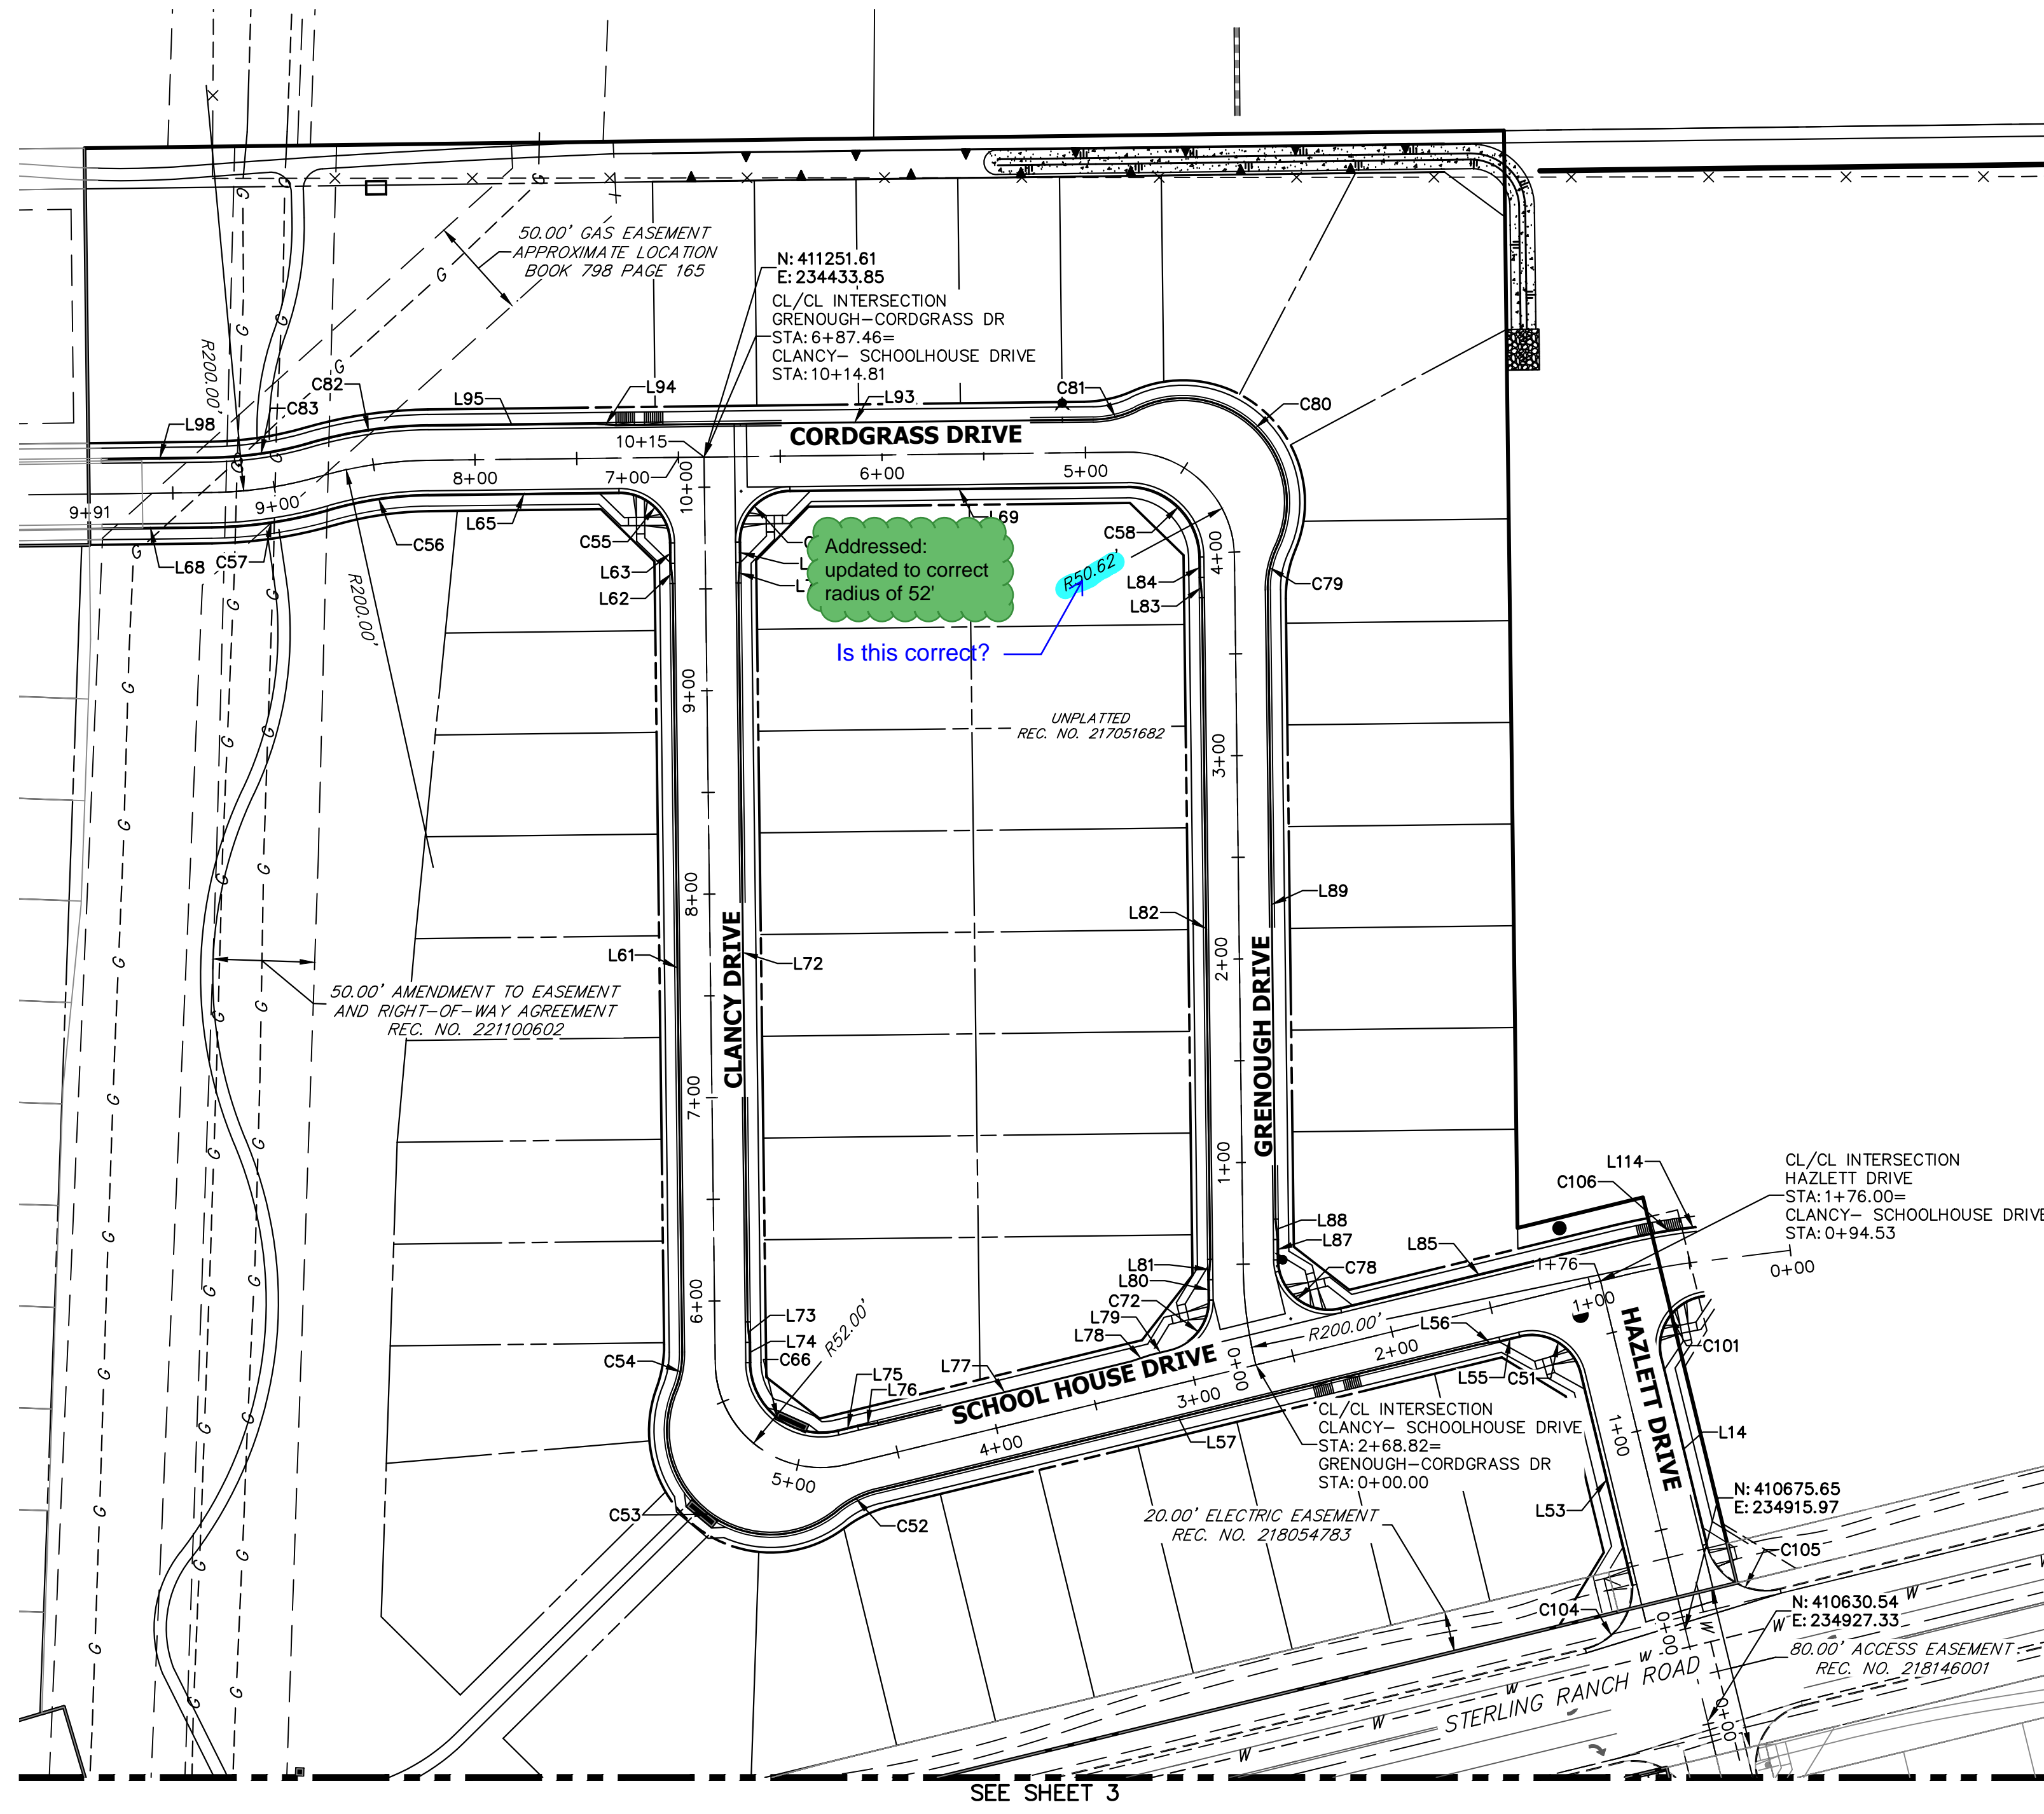 50.00' GAS EASEMENT
APPROXIMATE LOCATION
BOOK 798 PAGE 165
N: 411251.61
E: 234433.85
CL/CL INTERSECTION
GRENOUGH-CORDGRASS DR
STA: 6+87.46=
CLANCY- SCHOOLHOUSE DRIVE
STA: 10+14.81
R200.00'
C82
C83
L98
L95
L94
L93
C81
C80
CORDGRASS DRIVE
10+15
10+00
9+91
9+00
8+00
7+00
6+00
5+00
L65
L69
C55
C56
C57
L68
C58
L63
L62
Addressed:
updated to correct
radius of 52'
R50.62'
Is this correct?
4+00
L84
L83
C79
R200.00'
UNPLATTED
REC. NO. 217051682
9+00
3+00
8+00
L89
L82
L61
L72
CLANCY DRIVE
GRENOUGH DRIVE
2+00
50.00' AMENDMENT TO EASEMENT
AND RIGHT-OF-WAY AGREEMENT
REC. NO. 221100602
7+00
1+00
L114
C106
CL/CL INTERSECTION
HAZLETT DRIVE
STA: 1+76.00=
CLANCY- SCHOOLHOUSE DRIVE
STA: 0+94.53
L88
L87
L85
C78
1+76
0+00
1+00
L81
L80
C72
L79
L78
6+00
L73
L74
C66
R52.00'
C54
L75
L76
L77
SCHOOL HOUSE DRIVE
R200.00'
L56
2+00
L55
C51
HAZLETT DRIVE
C101
0+00
3+00
4+00
5+00
L57
CL/CL INTERSECTION
CLANCY- SCHOOLHOUSE DRIVE
STA: 2+68.82=
GRENOUGH-CORDGRASS DR
STA: 0+00.00
1+00
L14
L53
N: 410675.65
E: 234915.97
C53
C52
20.00' ELECTRIC EASEMENT
REC. NO. 218054783
C105
C104
0+00
N: 410630.54
E: 234927.33
80.00' ACCESS EASEMENT
REC. NO. 218146001
STERLING RANCH ROAD
0+00
SEE SHEET 3